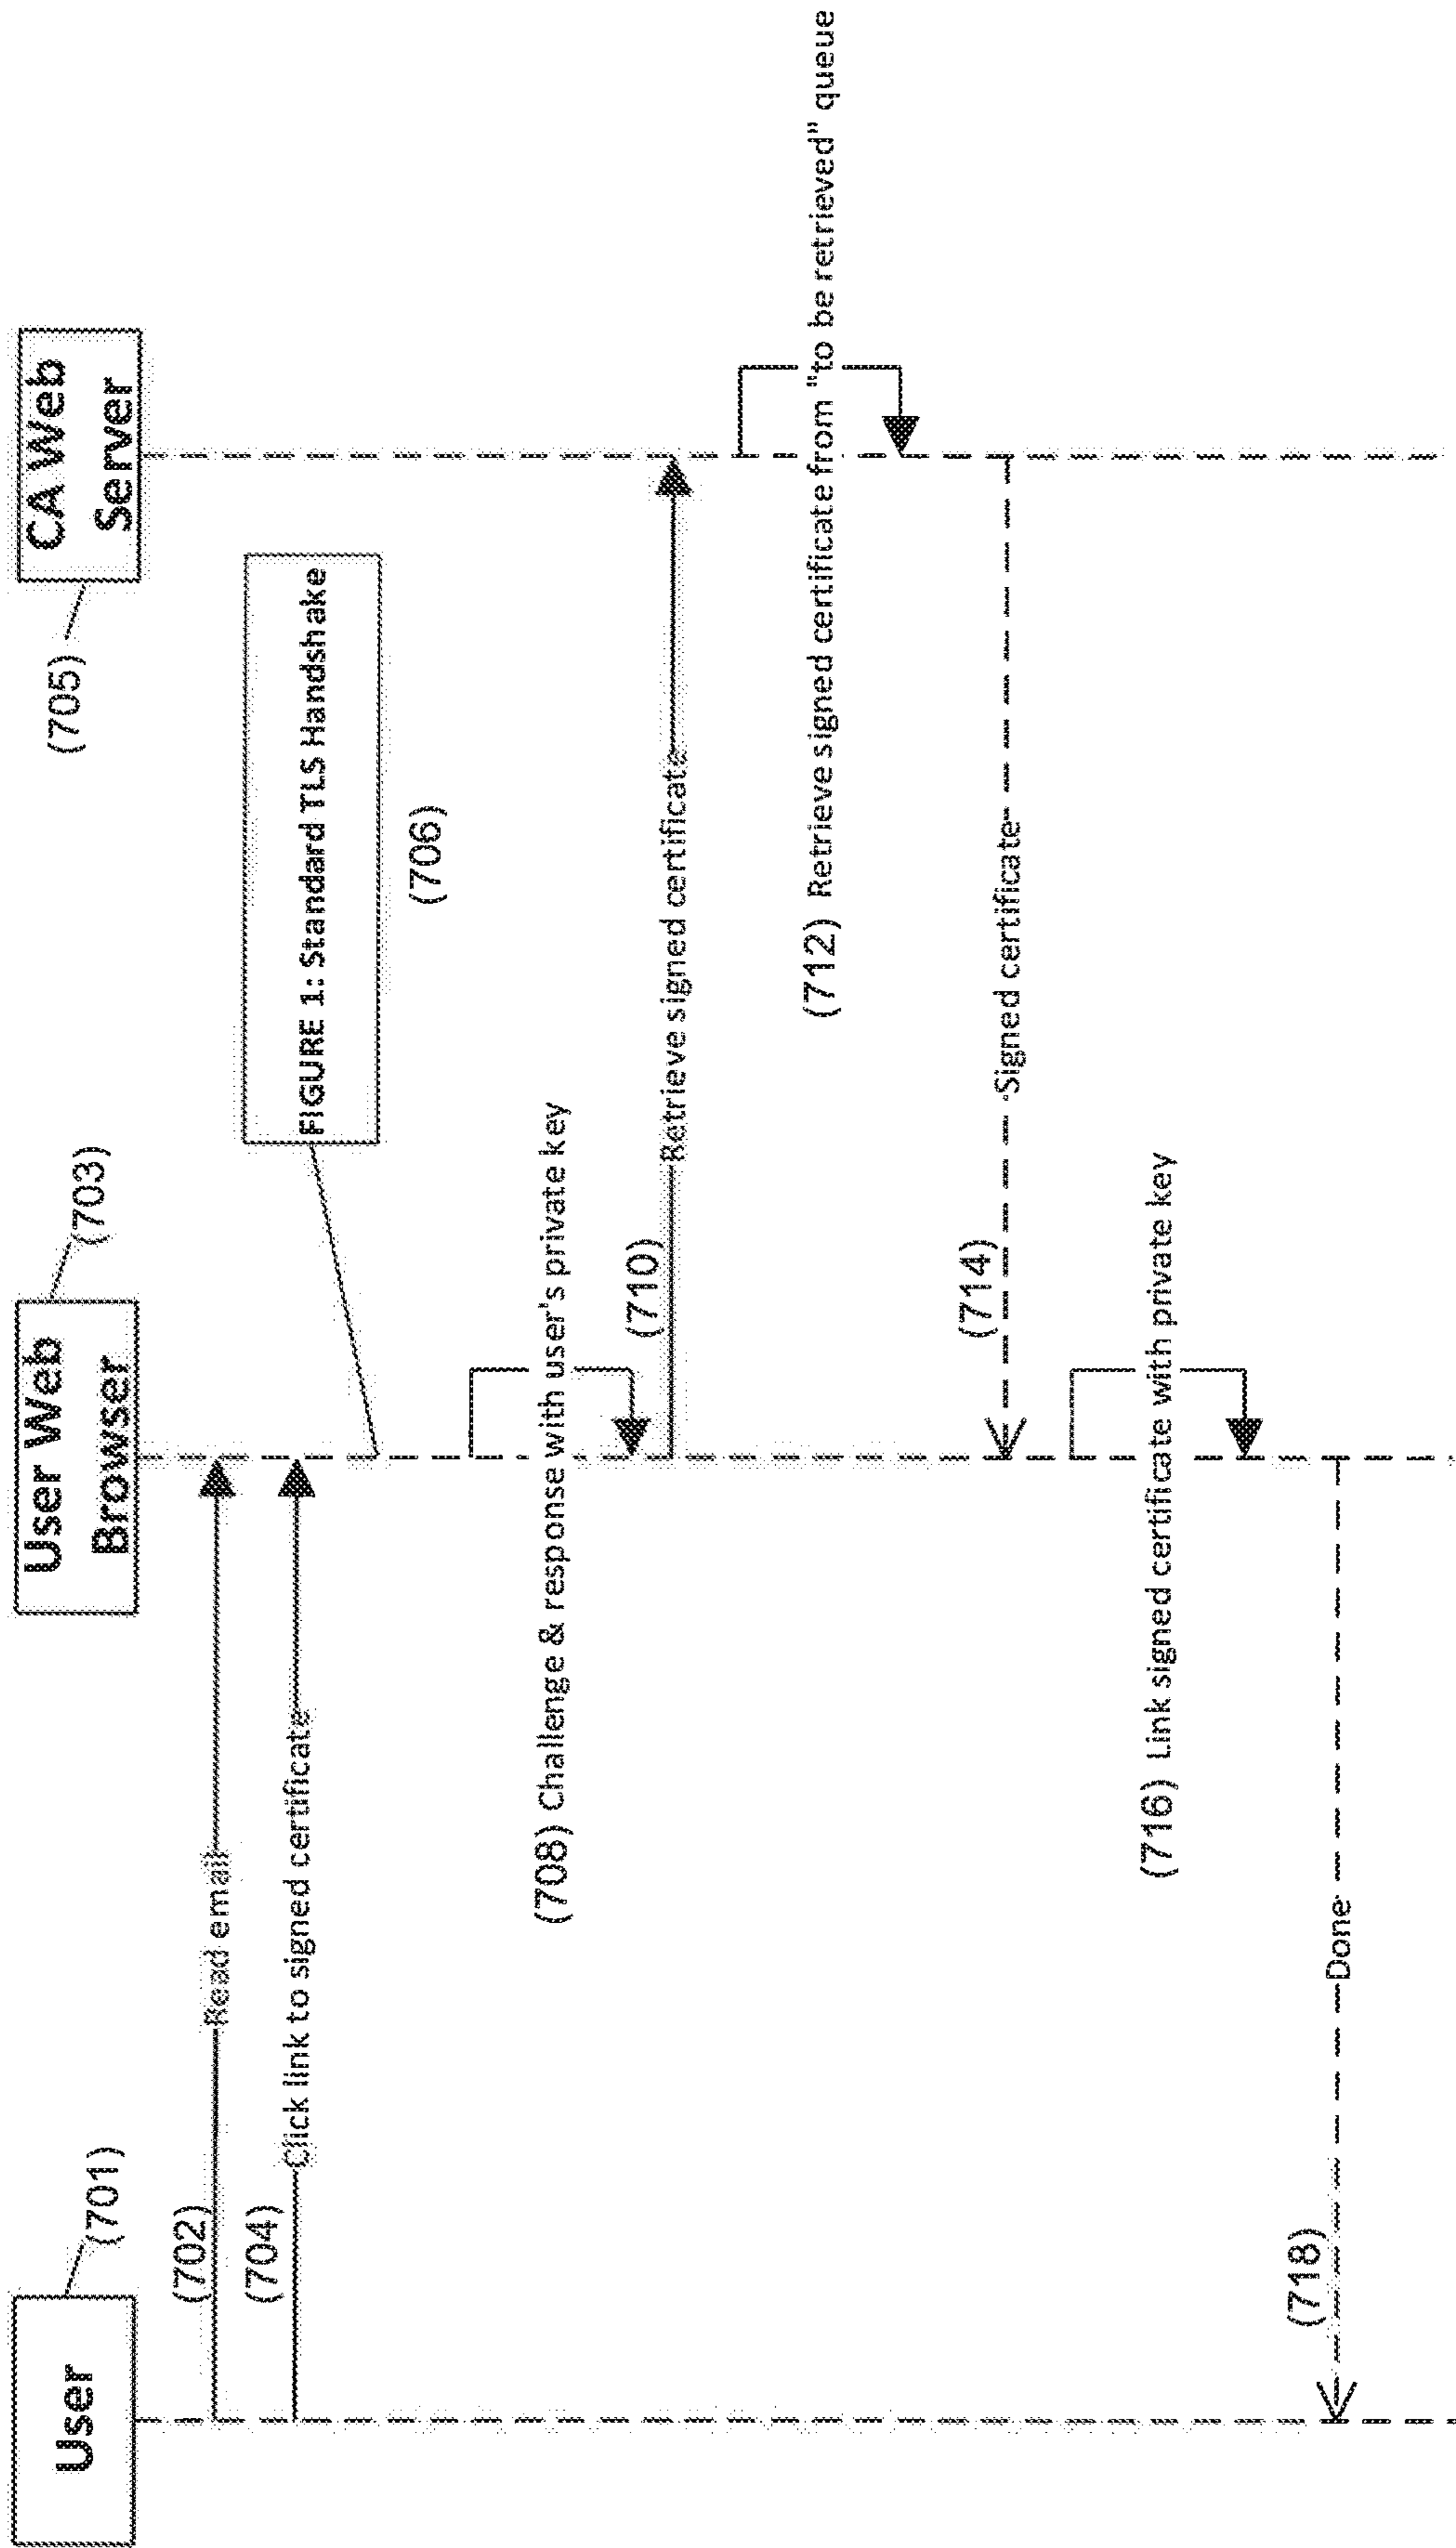 User
(701)
User Web
Browser
(703)
CA Web
Server
(705)
(702)
Read email
(704)
Click link to signed certificate
FIGURE 1: Standard TLS Handshake
(706)
(708) Challenge & response with user's private key
(710)
Retrieve signed certificate
(712) Retrieve signed certificate from "to be retrieved" queue
(714)
Signed certificate
(716) Link signed certificate with private key
(718)
Done